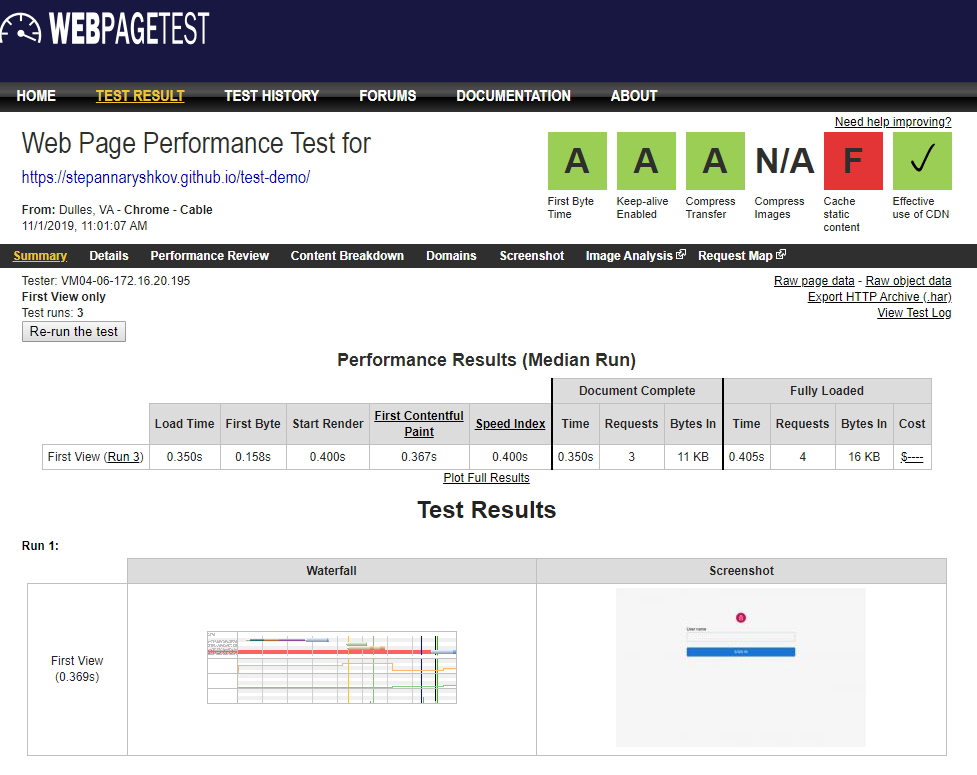 WEBPAGETEST
HOME TEST RESULT TEST HISTORY FORUMS DOCUMENTATION ABOUT
Need help improving?
Web Page Performance Test for
https://stepannaryshkov.github.io/test-demo/
From: Dulles, VA - Chrome - Cable
11/1/2019, 11:01:07 AM
A A A N/A F ✓
First Byte Time
Keep-alive Enabled
Compress Transfer
Compress Images
Cache static content
Effective use of CDN
Summary Details Performance Review Content Breakdown Domains Screenshot Image Analysis Request Map
Tester: VM04-06-172.16.20.195
First View only
Test runs: 3
Re-run the test
Raw page data - Raw object data
Export HTTP Archive (.har)
View Test Log
Performance Results (Median Run)
Document Complete Fully Loaded
Load Time First Byte Start Render First Contentful Paint Speed Index Time Requests Bytes In Time Requests Bytes In Cost
First View (Run 3) 0.350s 0.158s 0.400s 0.367s 0.400s 0.350s 3 11 KB 0.405s 4 16 KB $----
Plot Full Results
Test Results
Run 1:
Waterfall Screenshot
First View
(0.369s)
User name
SIGN IN